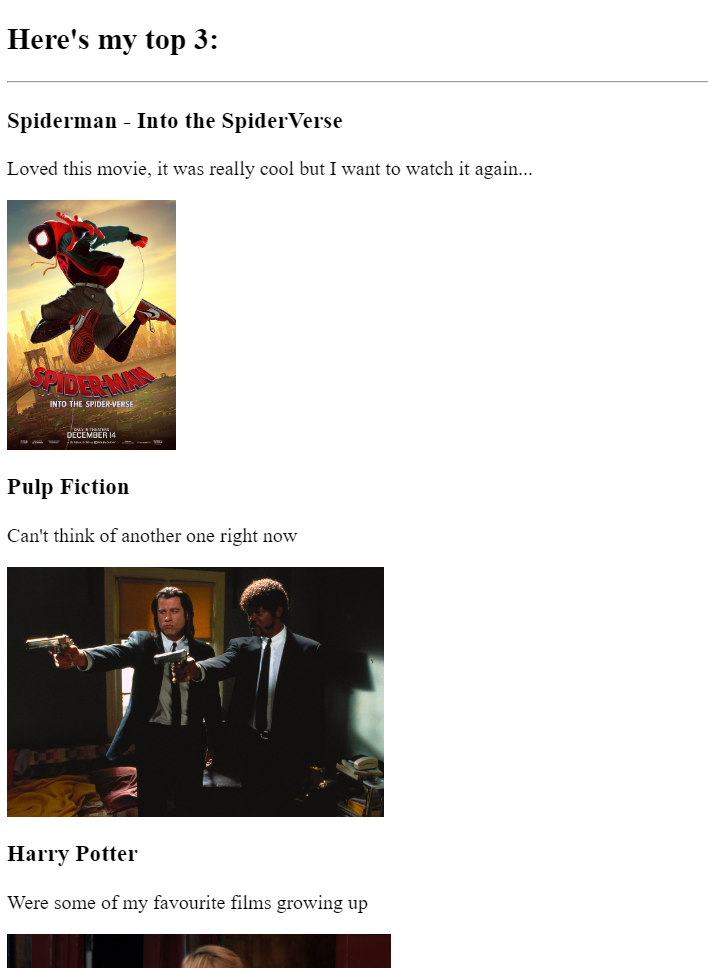 Here's my top 3:
Spiderman - Into the SpiderVerse
Loved this movie, it was really cool but I want to watch it again...
SPIDER-MAN
INTO THE SPIDER-VERSE
ONLY IN THEATERS
DECEMBER 14
Pulp Fiction
Can't think of another one right now
Harry Potter
Were some of my favourite films growing up